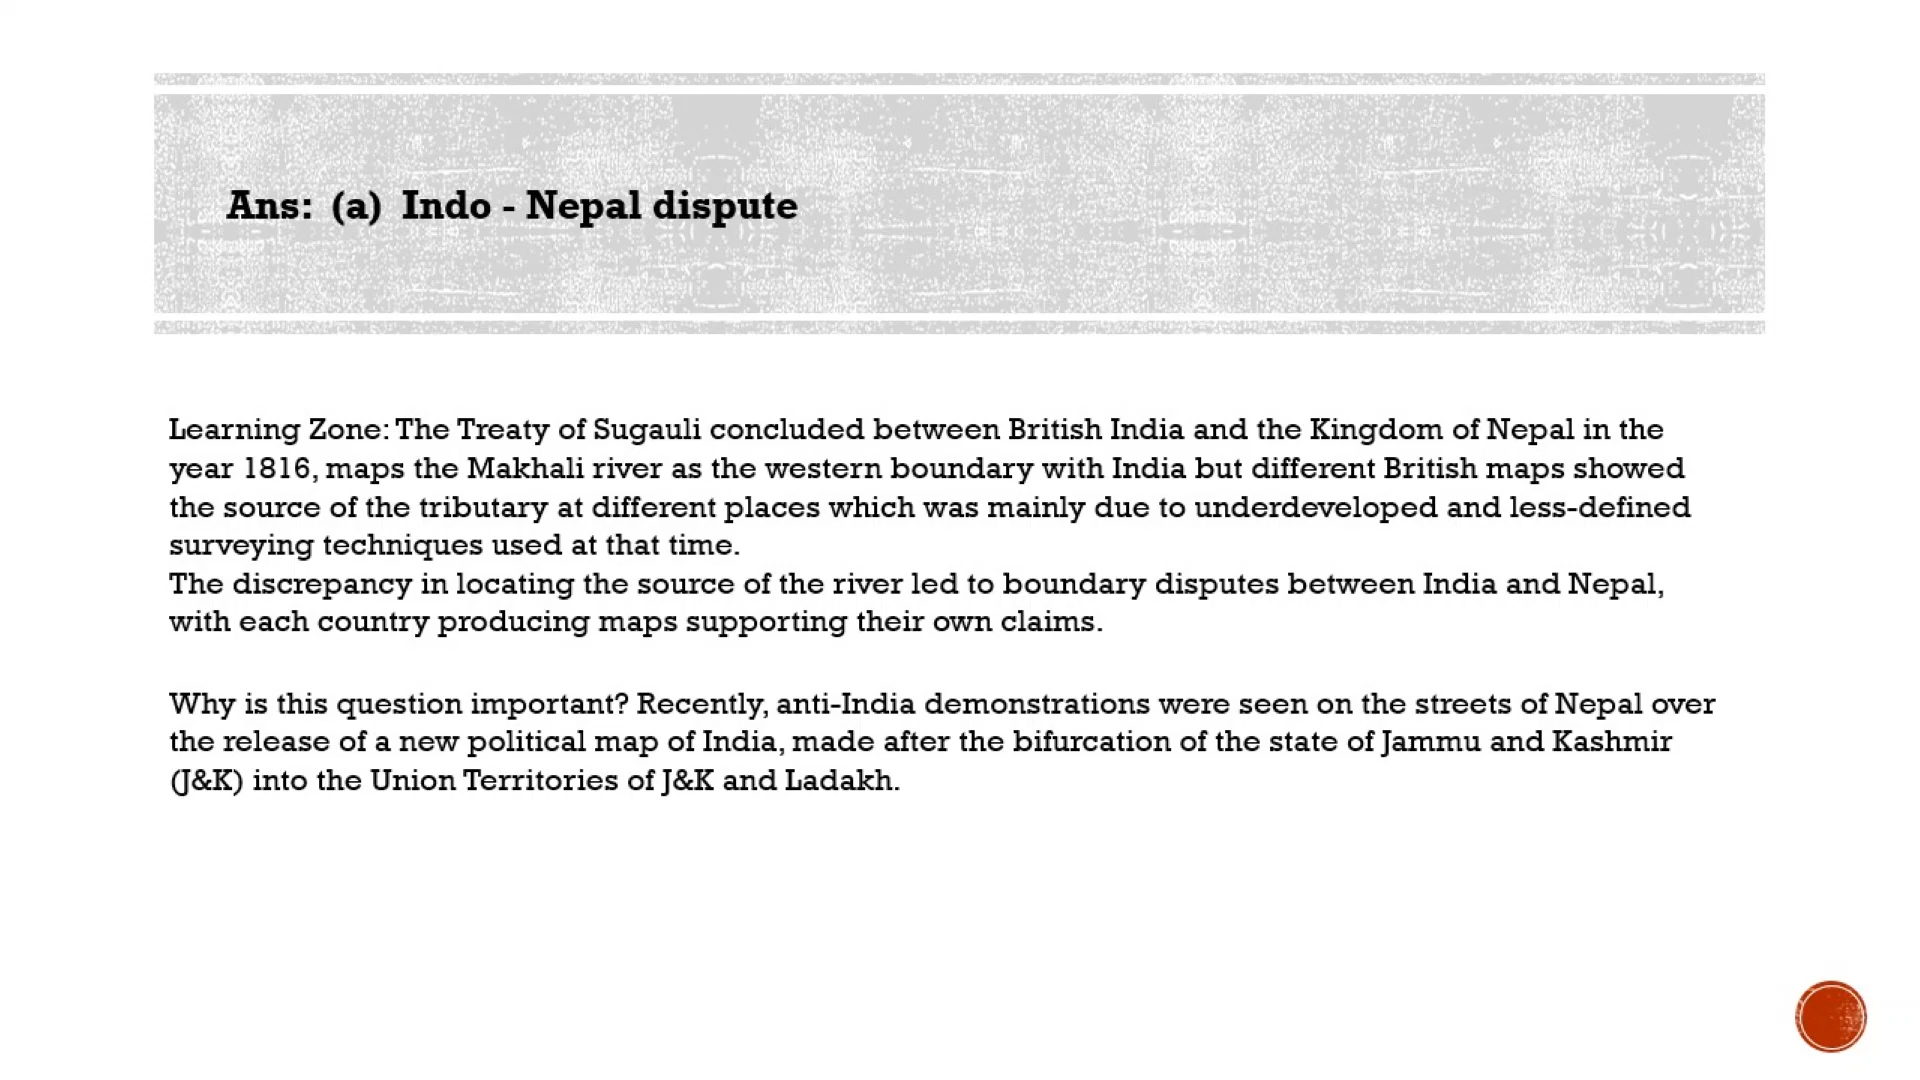 Ans: (a) Indo - Nepal dispute
Learning Zone: The Treaty of Sugauli concluded between British India and the Kingdom of Nepal in the
year 1816, maps the Makhali river as the western boundary with India but different British maps showed
the source of the tributary at different places which was mainly due to underdeveloped and less-defined
surveying techniques used at that time.
The discrepancy in locating the source of the river led to boundary disputes between India and Nepal,
with each country producing maps supporting their own claims.
Why is this question important? Recently, anti-India demonstrations were seen on the streets of Nepal over
the release of a new political map of India, made after the bifurcation of the state of Jammu and Kashmir
(J&K) into the Union Territories of J&K and Ladakh.